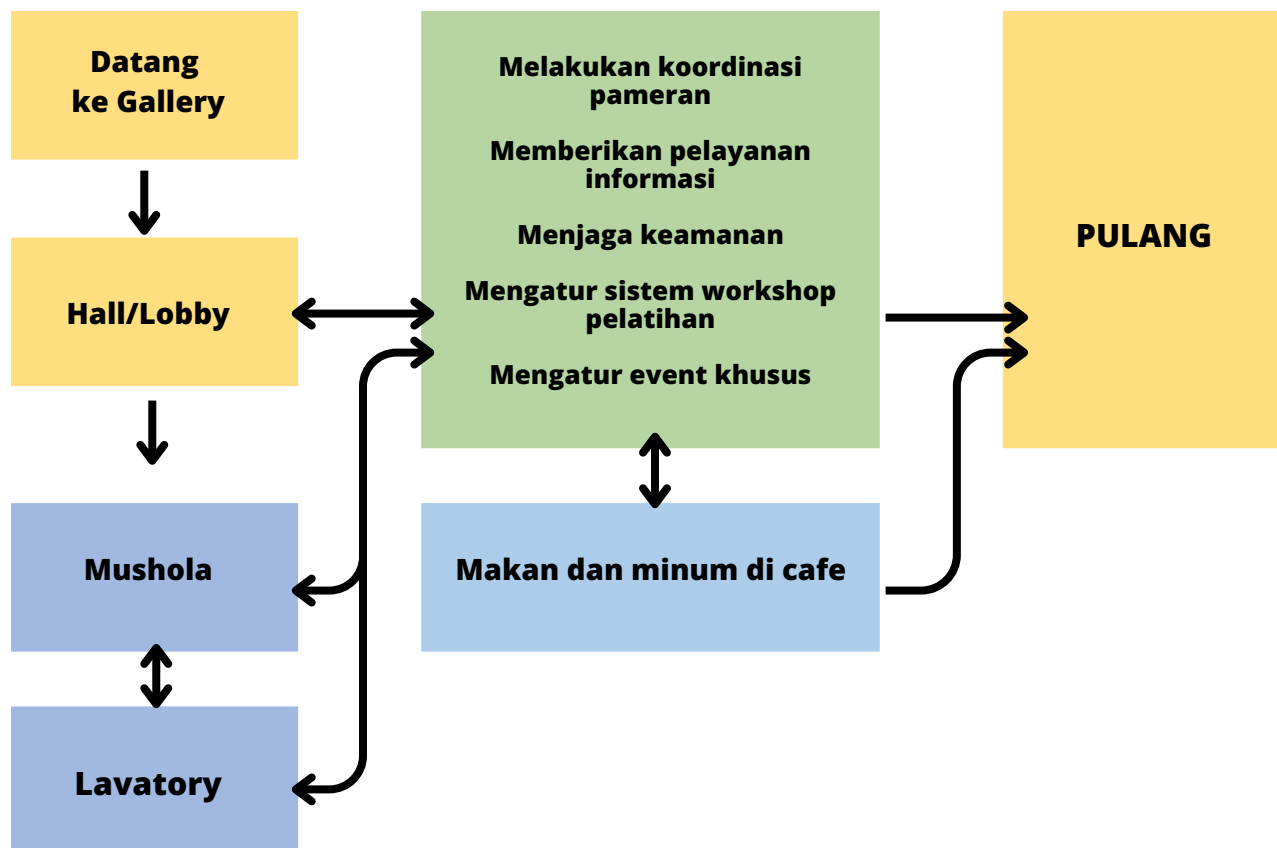 Datang
ke Gallery
Hall/Lobby
Mushola
Lavatory
Melakukan koordinasi
pameran
Memberikan pelayanan
informasi
Menjaga keamanan
Mengatur sistem workshop
pelatihan
Mengatur event khusus
Makan dan minum di cafe
PULANG